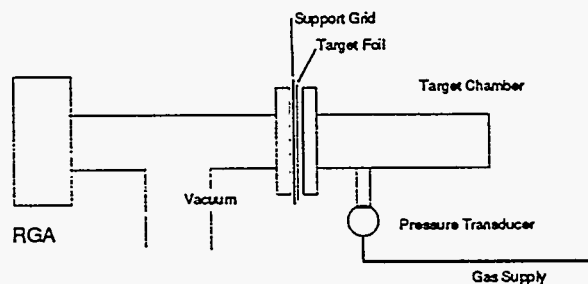 Support Grid
Target Foil
Target Chamber
Vacuum
Pressure Transducer
RGA
Gas Supply